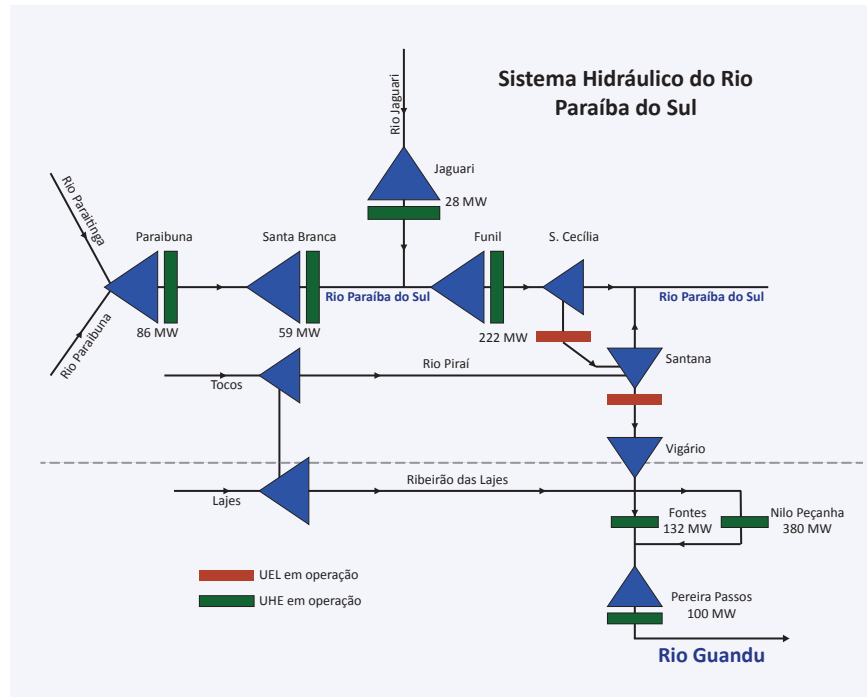 Sistema Hidráulico do Rio
Paraíba do Sul
Rio Jaguari
Jaguari
28 MW
Rio Paraitinga
Paraibuna
Santa Branca
Funil
S. Cecília
Rio Paraíba do Sul
Rio Paraíba do Sul
86 MW
59 MW
222 MW
Rio Paraibuna
Rio Piraí
Santana
Tocos
Vigário
Ribeirão das Lajes
Lajes
Fontes
132 MW
Nilo Peçanha
380 MW
UEL em operação
UHE em operação
Pereira Passos
100 MW
Rio Guandu